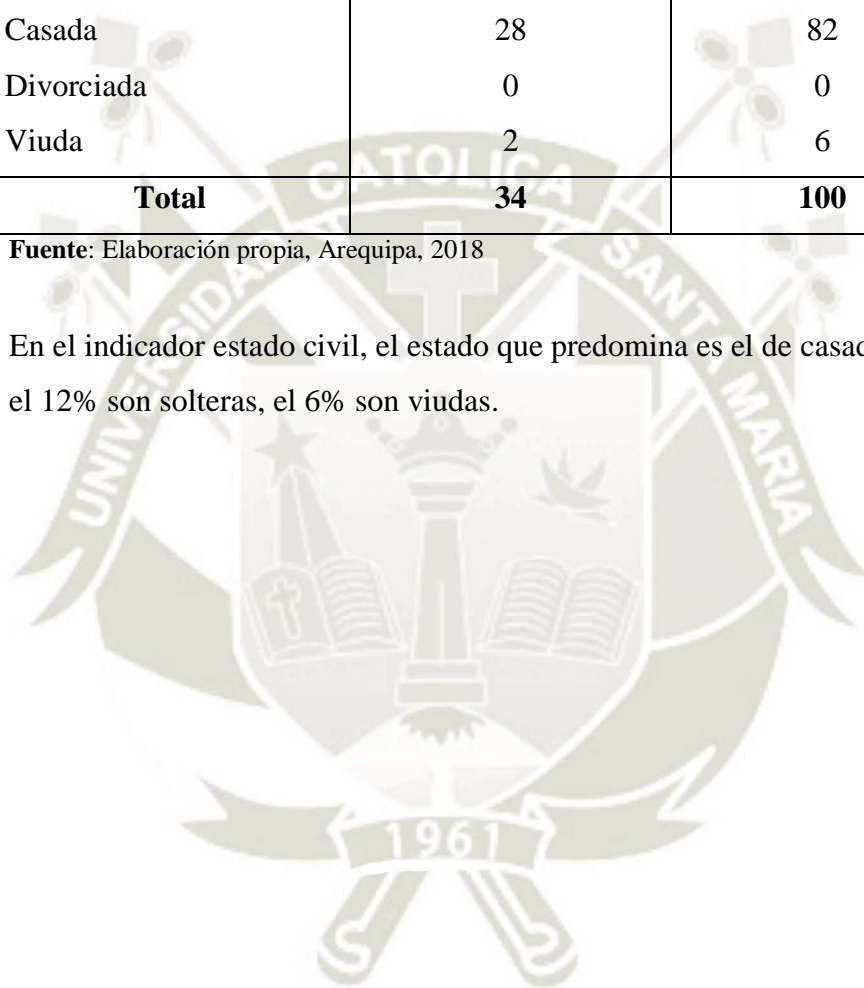 Casada 28 82
Divorciada 0 0
Viuda 2 6
Total 34 100
Fuente: Elaboración propia, Arequipa, 2018
En el indicador estado civil, el estado que predomina es el de
el 12% son solteras, el 6% son viudas.
UNIVERSIDAD CATOLICA SANTA MARIA
1961